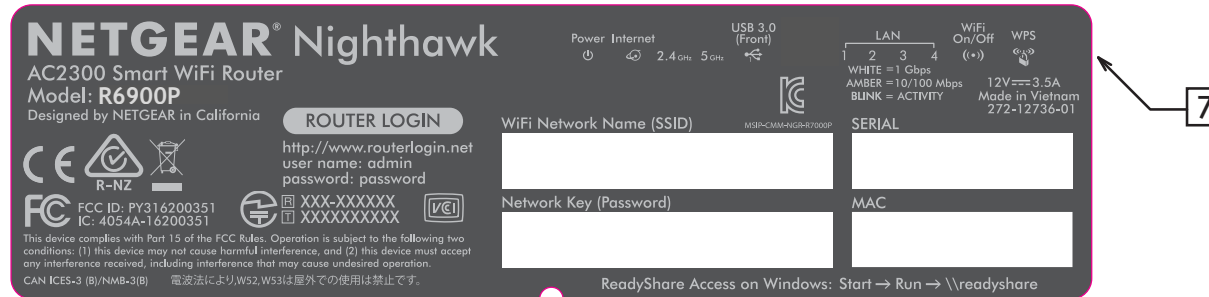 NETGEAR® Nighthawk
AC2300 Smart WiFi Router
Model: R6900P
Designed by NETGEAR in California
Power Internet
2.4 GHz 5 GHz
USB 3.0
(Front)
LAN
1 2 3 4
WHITE =1 Gbps
AMBER =10/100 Mbps
BLINK = ACTIVITY
WiFi
On/Off
WPS
12V⎓3.5A
Made in Vietnam
272-12736-01
7
MSIP-CMM-NGR-R7000P
ROUTER LOGIN
http://www.routerlogin.net
user name: admin
password: password
CE
R-NZ
FC FCC ID: PY316200351
IC: 4054A-16200351
R XXX-XXXXXX
T XXXXXXXXXX
VCI
WiFi Network Name (SSID)
SERIAL
Network Key (Password)
MAC
This device complies with Part 15 of the FCC Rules. Operation is subject to the following two
conditions: (1) this device may not cause harmful interference, and (2) this device must accept
any interference received, including interference that may cause undesired operation.
CAN ICES-3 (B)/NMB-3(B) 電波法により,W52,W53は屋外での使用は禁止です。
ReadyShare Access on Windows: Start → Run → \\readyshare